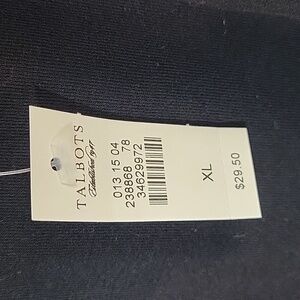 TALBOTS
Established 1947
013 15 04
238868 78
34629972
XL
$29.50